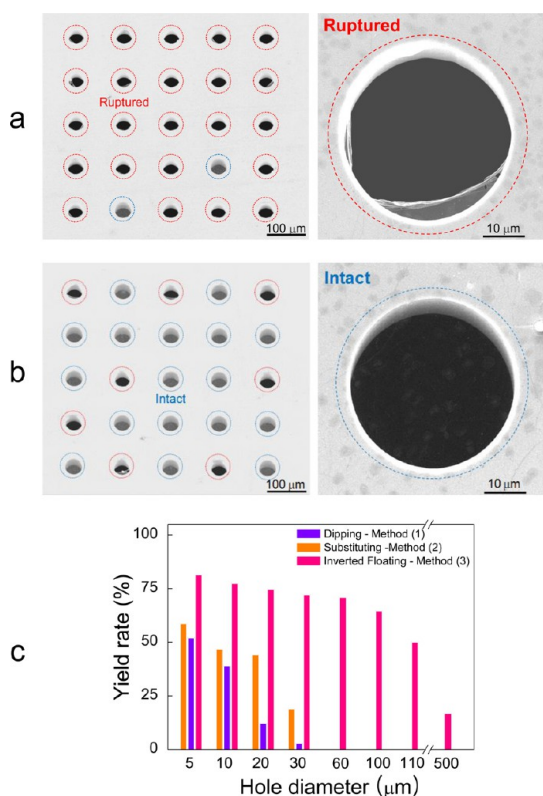 a
Ruptured
100 μm
Ruptured
10 μm
b
Intact
100 μm
Intact
10 μm
c
Yield rate (%)
100
75
50
25
0
Dipping - Method (1)
Substituting -Method (2)
Inverted Floating - Method (3)
5 10 20 30 60 100 110 500
Hole diameter (μm)